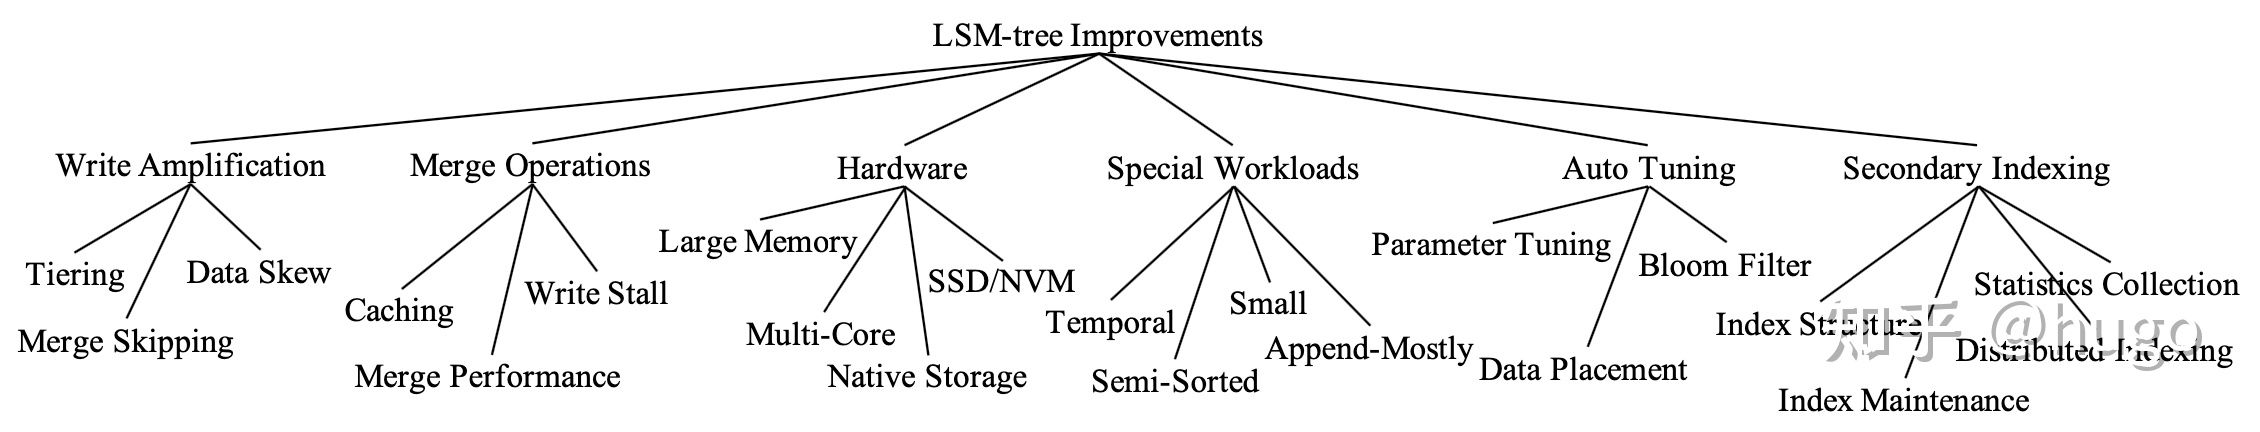 LSM-tree Improvements
Write Amplification
Merge Operations
Hardware
Special Workloads
Auto Tuning
Secondary Indexing
Tiering
Merge Skipping
Data Skew
Caching
Merge Performance
Write Stall
Large Memory
Multi-Core
Native Storage
SSD/NVM
Temporal
Semi-Sorted
Small
Append-Mostly
Parameter Tuning
Data Placement
Bloom Filter
Index Structure
Index Maintenance
Distributed Indexing
Statistics Collection
知乎 @hugo